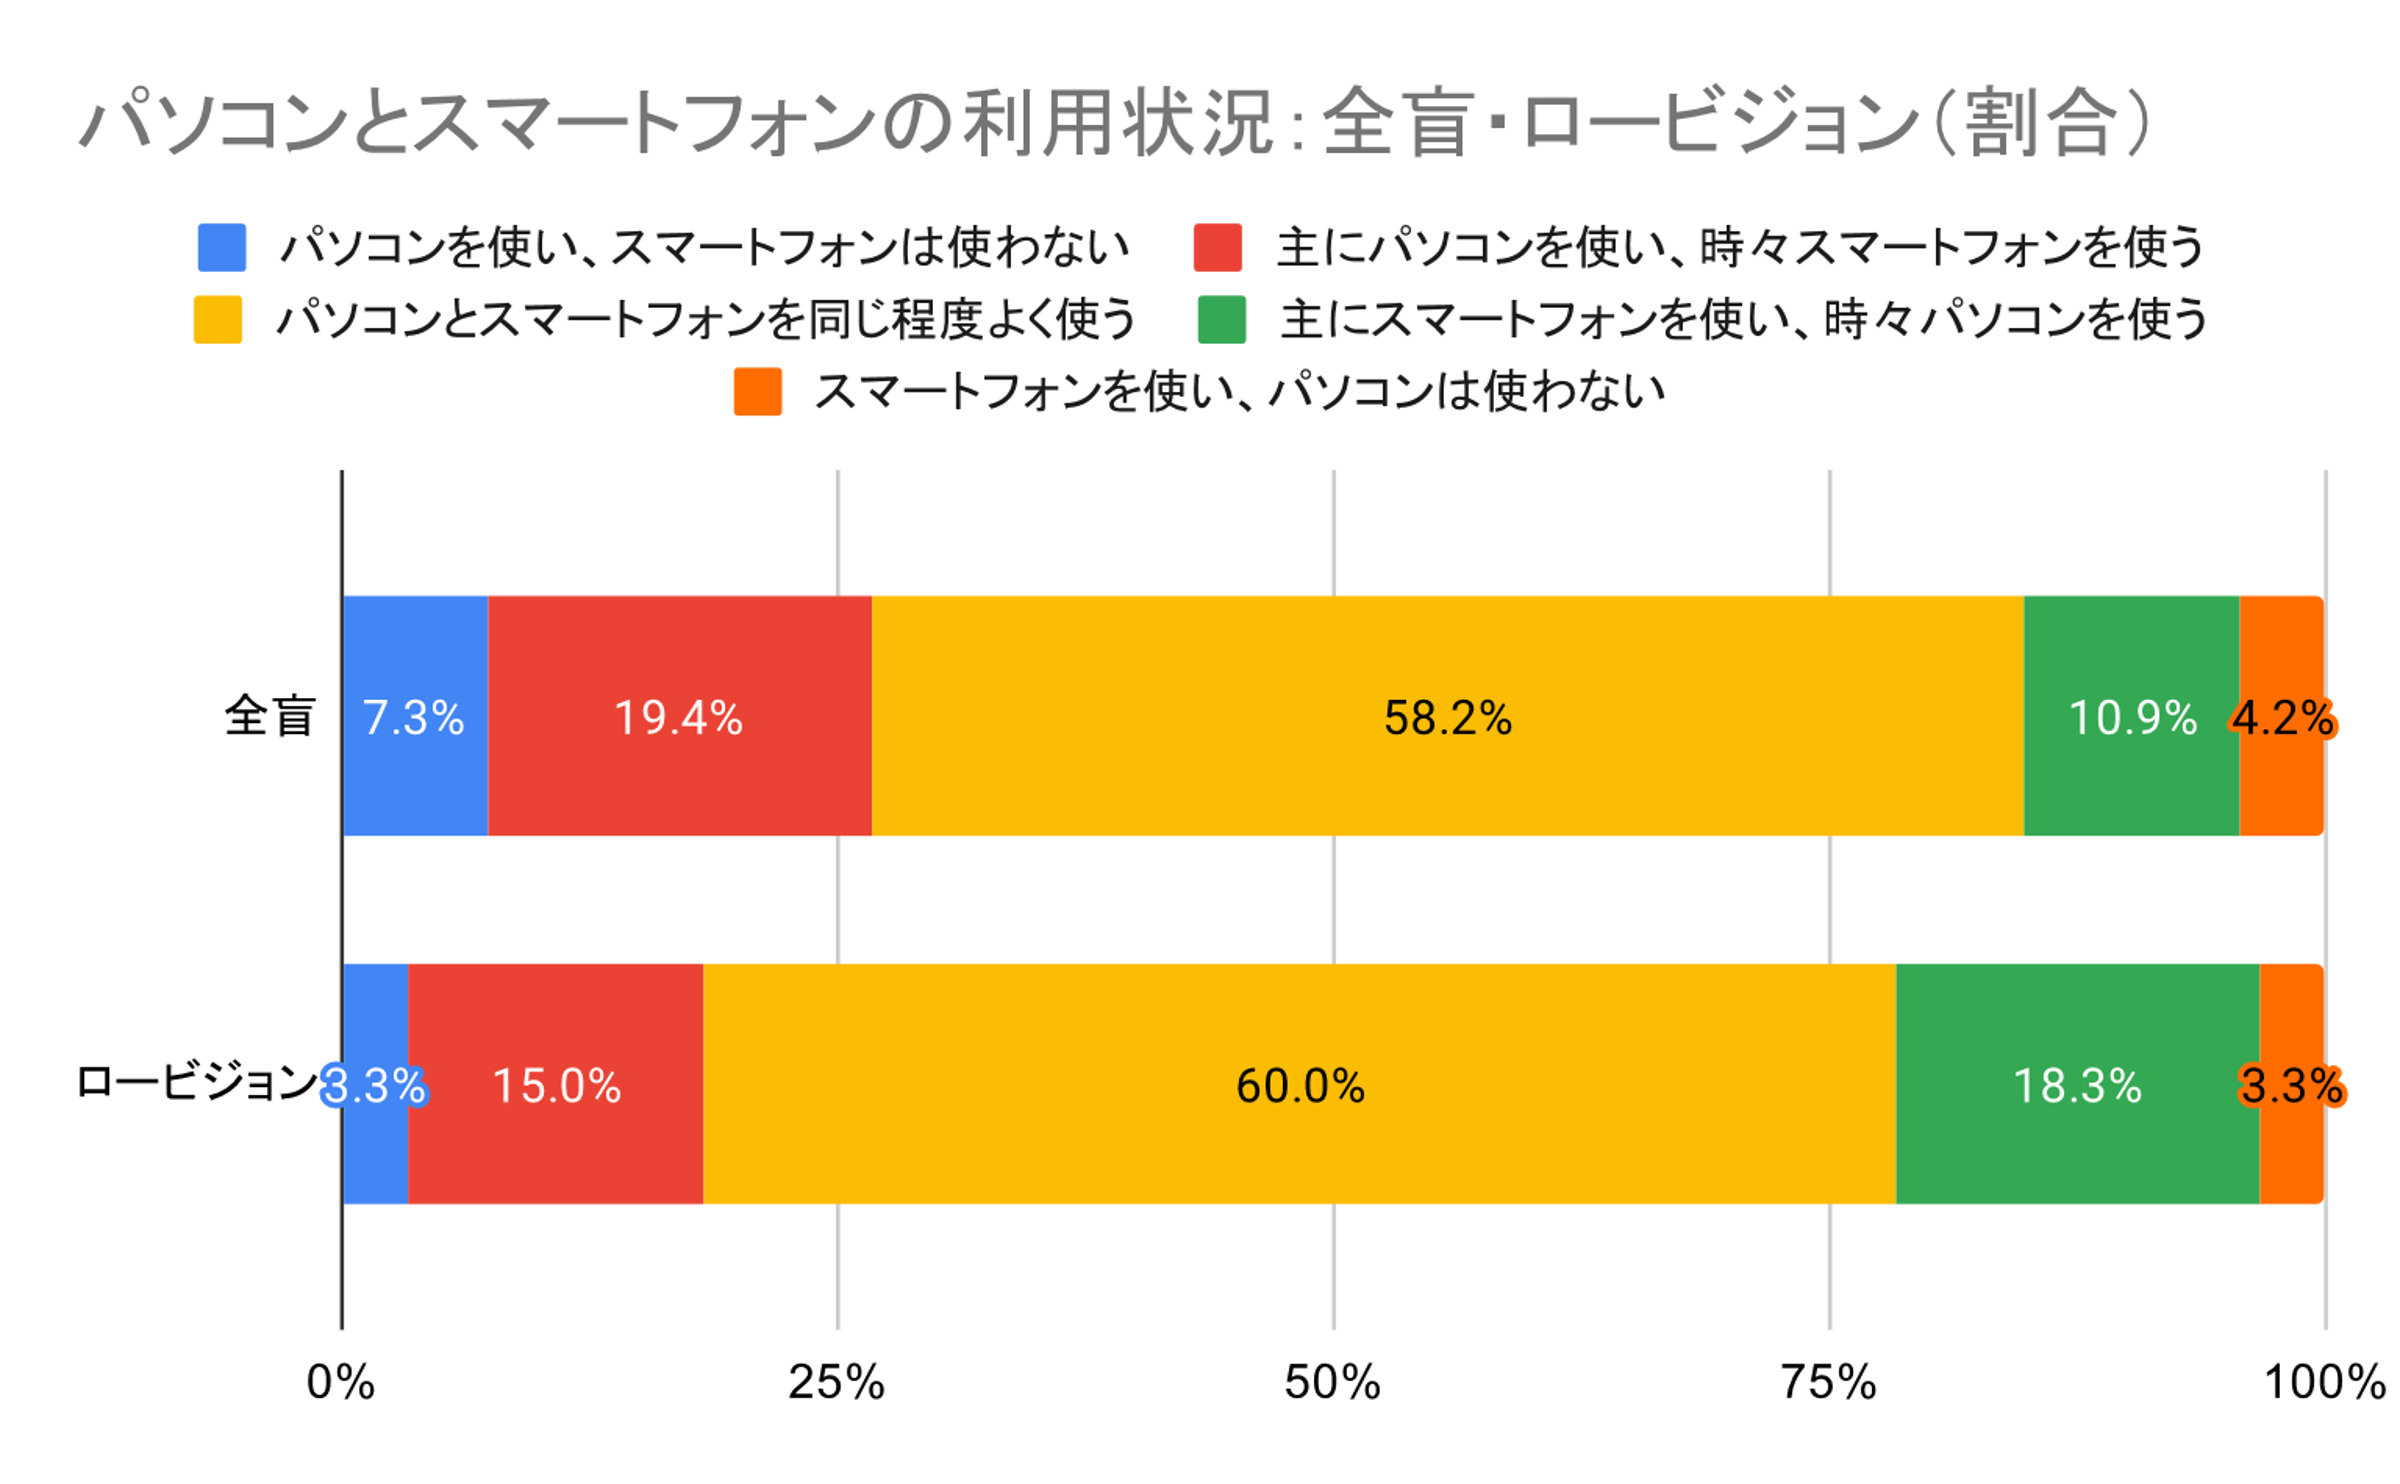 パソコンとスマートフォンの利用状況：全盲・ロービジョン（割合）
パソコンを使い、スマートフォンは使わない
主にパソコンを使い、時々スマートフォンを使う
パソコンとスマートフォンを同じ程度よく使う
主にスマートフォンを使い、時々パソコンを使う
スマートフォンを使い、パソコンは使わない
全盲 7.3% 19.4% 58.2% 10.9% 4.2%
ロービジョン 3.3% 15.0% 60.0% 18.3% 3.3%
0% 25% 50% 75% 100%